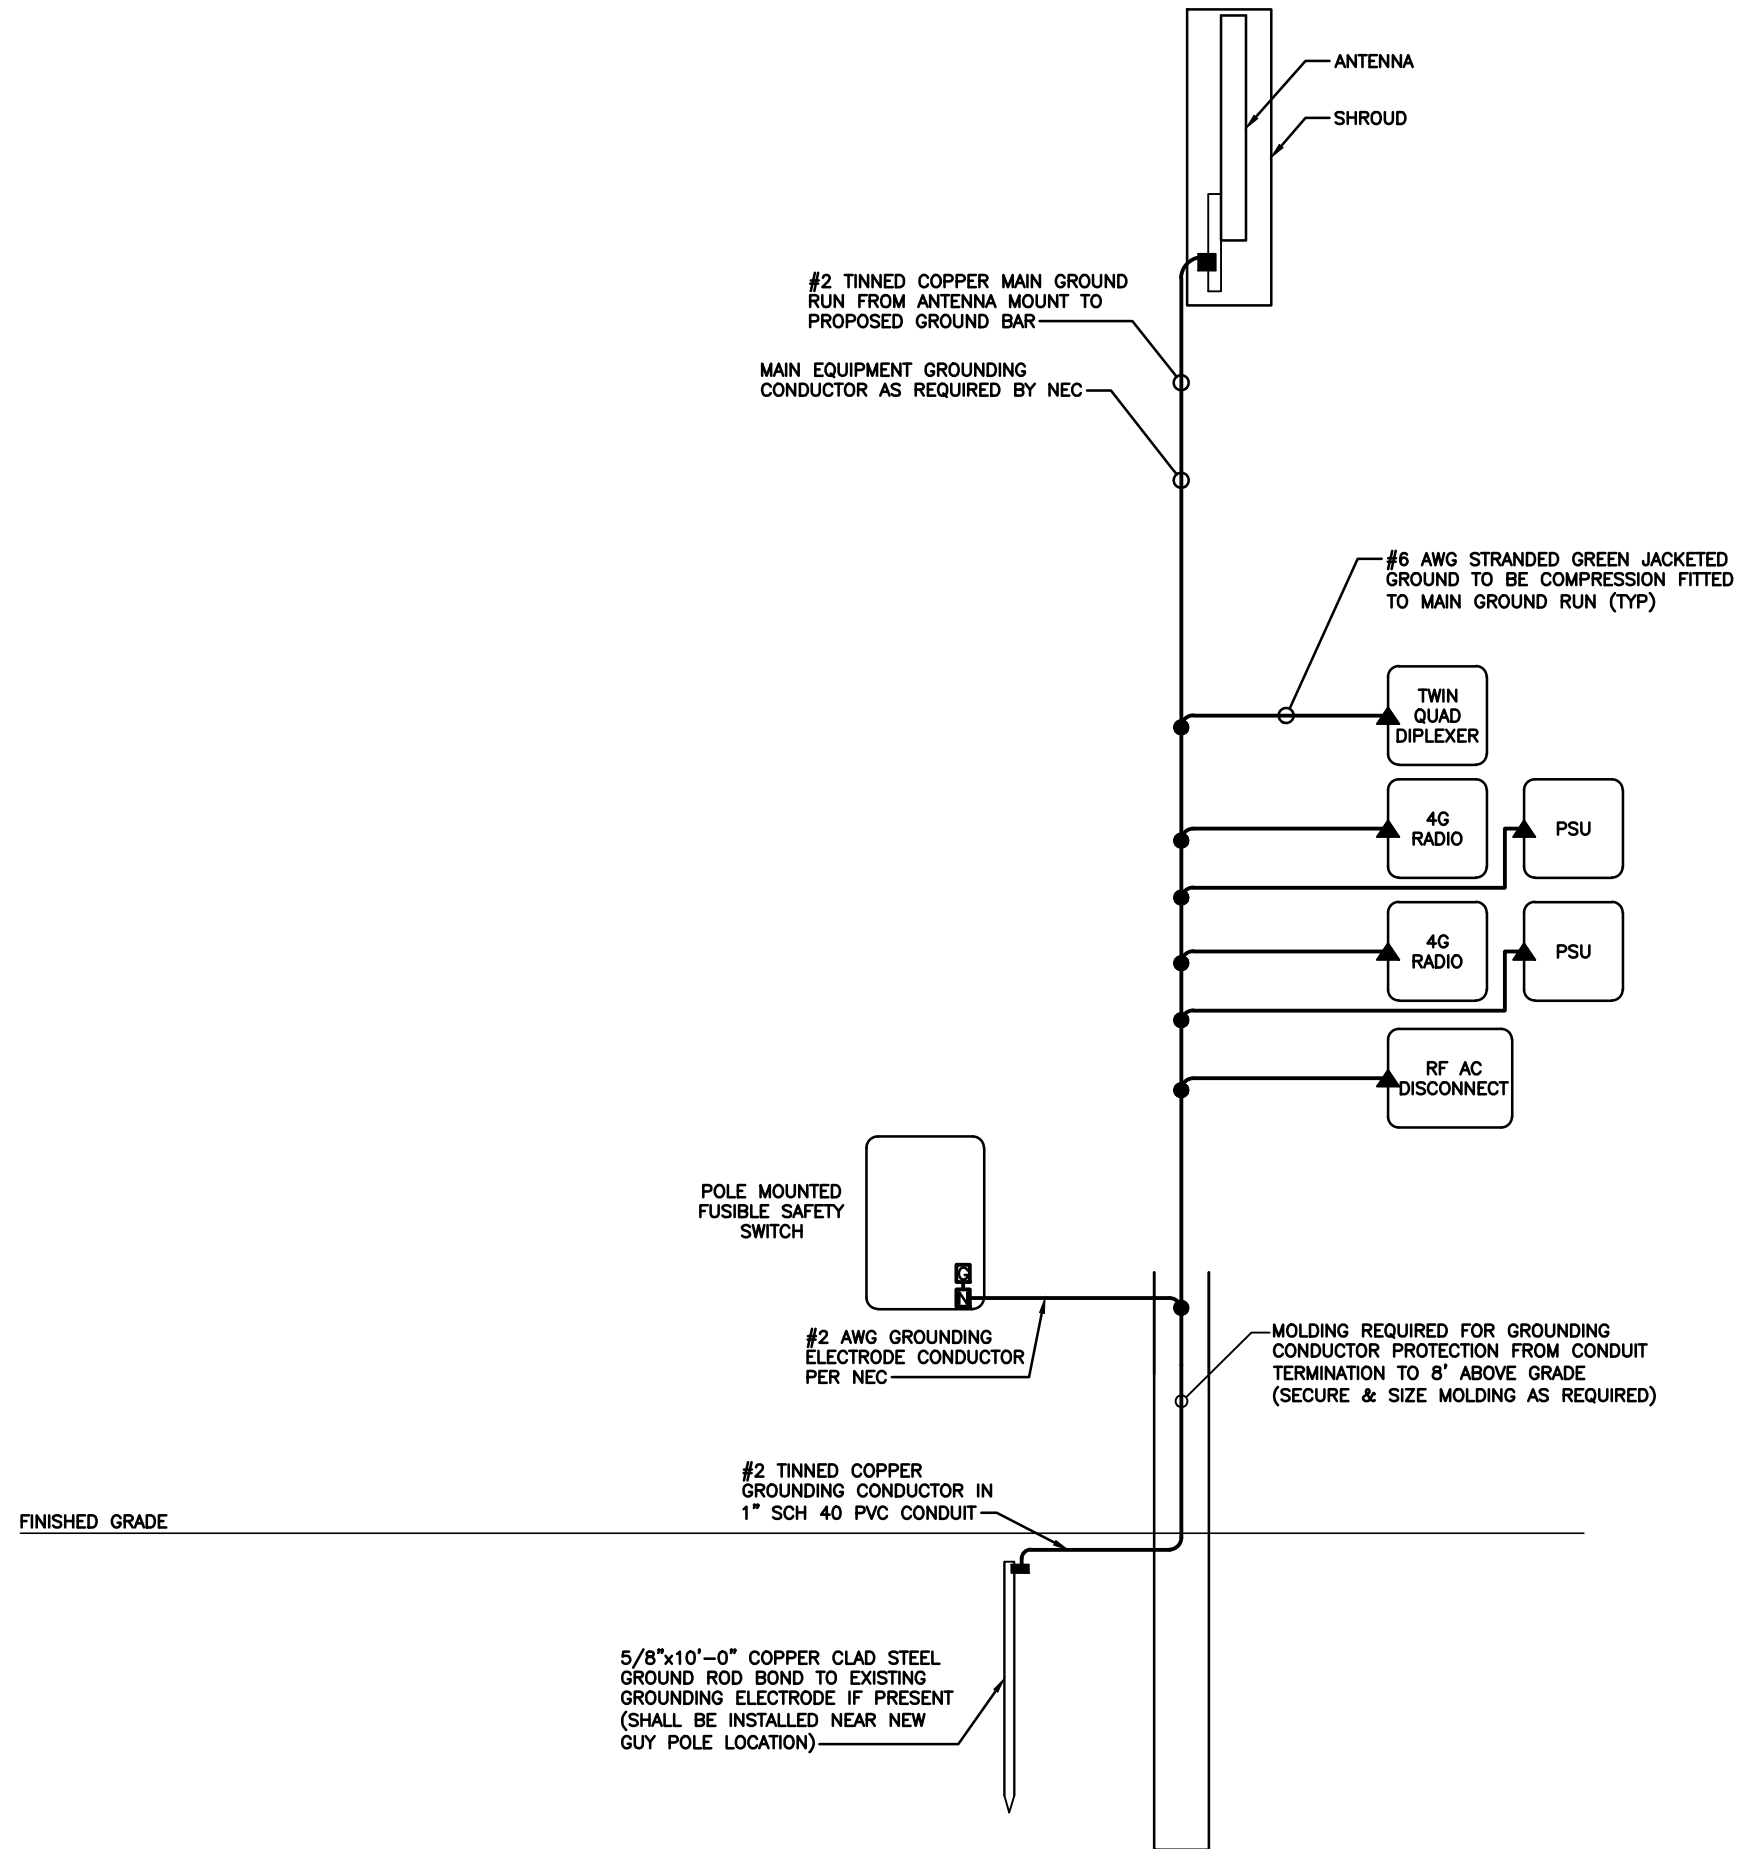 ANTENNA
SHROUD
#2 TINNED COPPER MAIN GROUND
RUN FROM ANTENNA MOUNT TO
PROPOSED GROUND BAR
MAIN EQUIPMENT GROUNDING
CONDUCTOR AS REQUIRED BY NEC
#6 AWG STRANDED GREEN JACKETED
GROUND TO BE COMPRESSION FITTED
TO MAIN GROUND RUN (TYP)
TWIN
QUAD
DIPLEXER
4G
RADIO
PSU
4G
RADIO
PSU
RF AC
DISCONNECT
POLE MOUNTED
FUSIBLE SAFETY
SWITCH
G
N
#2 AWG GROUNDING
ELECTRODE CONDUCTOR
PER NEC
MOLDING REQUIRED FOR GROUNDING
CONDUCTOR PROTECTION FROM CONDUIT
TERMINATION TO 8' ABOVE GRADE
(SECURE & SIZE MOLDING AS REQUIRED)
#2 TINNED COPPER
GROUNDING CONDUCTOR IN
1" SCH 40 PVC CONDUIT
FINISHED GRADE
5/8"x10'-0" COPPER CLAD STEEL
GROUND ROD BOND TO EXISTING
GROUNDING ELECTRODE IF PRESENT
(SHALL BE INSTALLED NEAR NEW
GUY POLE LOCATION)